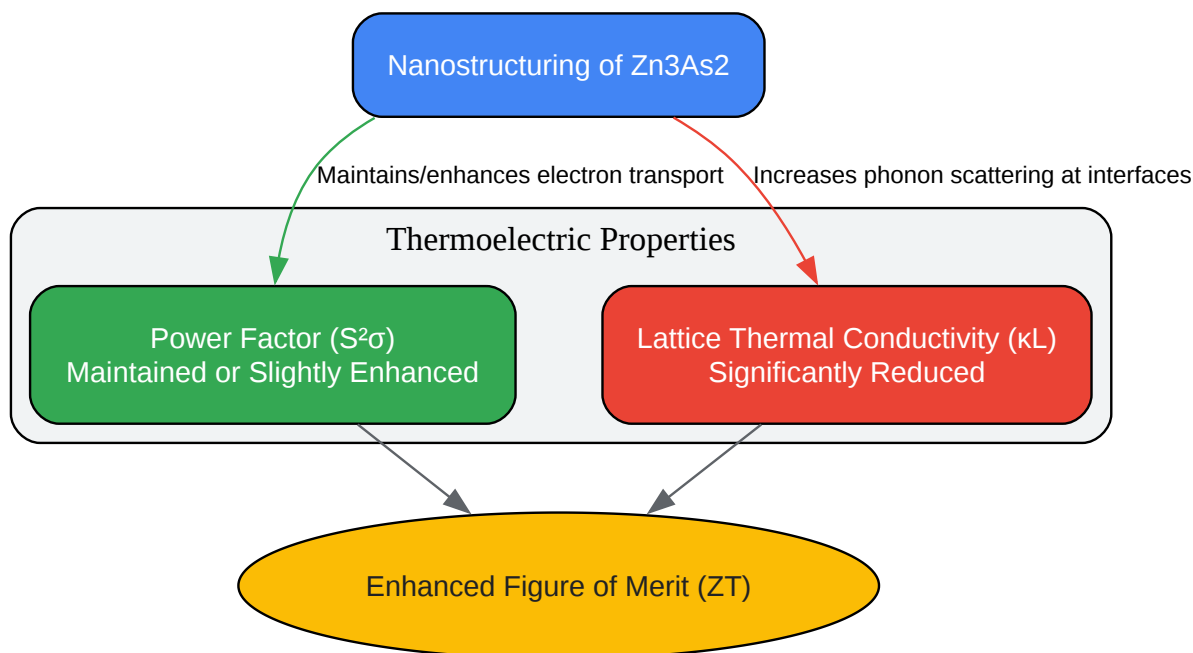 Nanostructuring of Zn3As2
Maintains/enhances electron transport
Increases phonon scattering at interfaces
Thermoelectric Properties
Power Factor (S²σ)
Maintained or Slightly Enhanced
Lattice Thermal Conductivity (κL)
Significantly Reduced
Enhanced Figure of Merit (ZT)